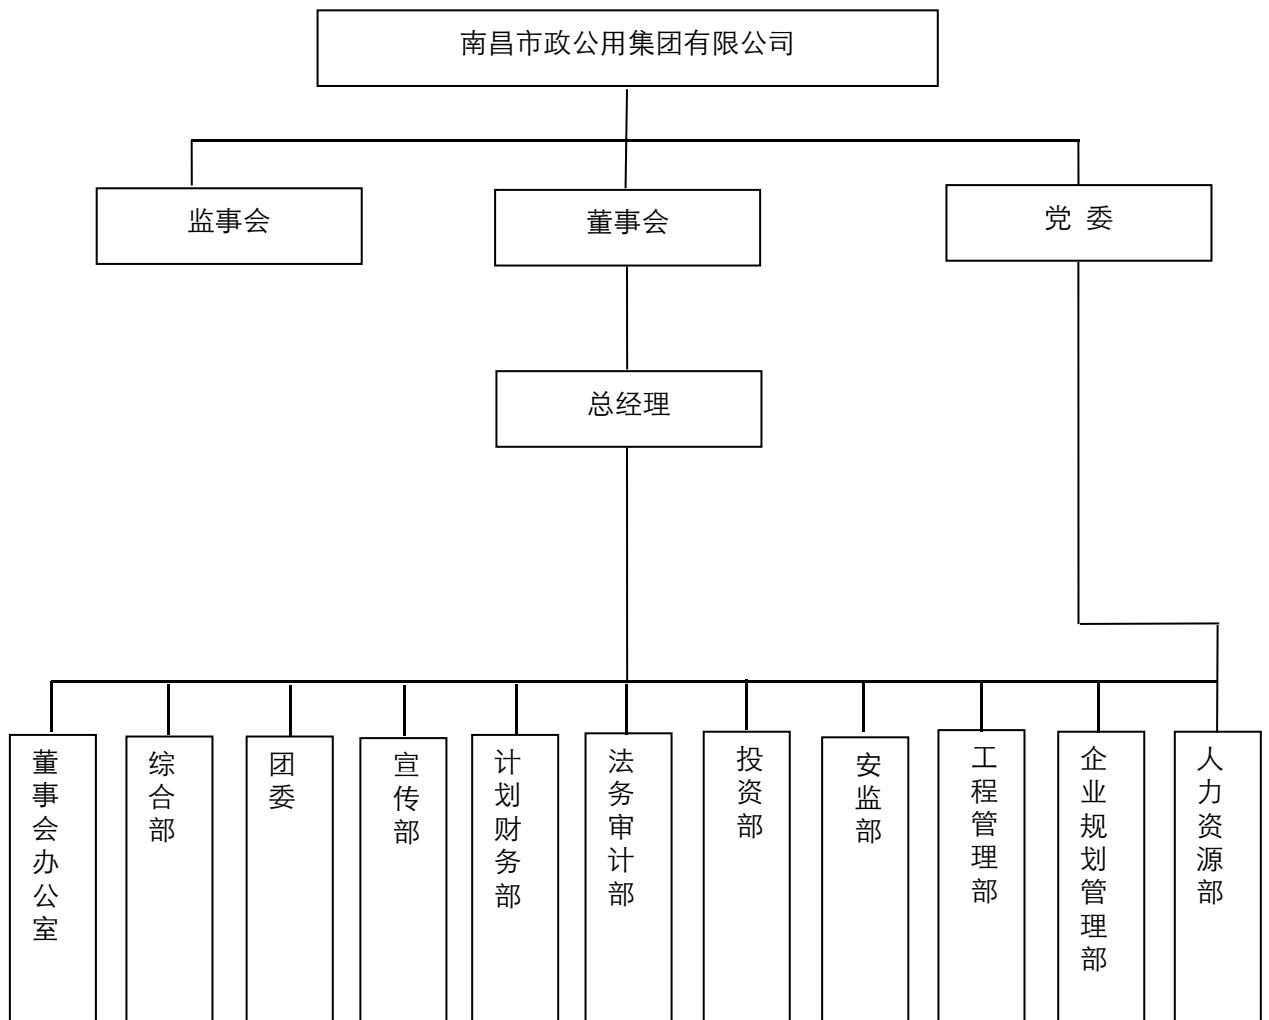 南昌市政公用集团有限公司
监事会
董事会
党 委
总经理
董事会办公室
综合部
团委
宣传部
计划财务部
法务审计部
投资部
安监部
工程管理部
企业规划管理部
人力资源部